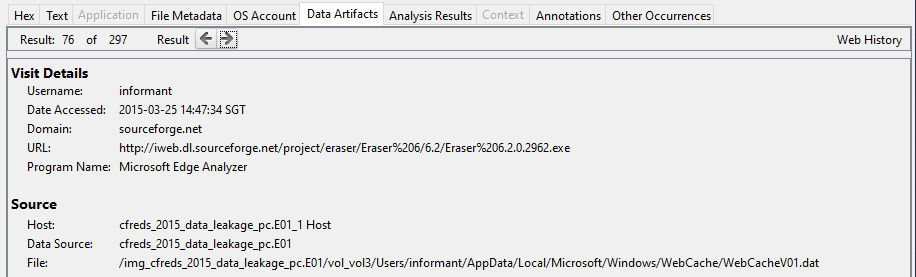 Hex Text Application File Metadata OS Account Data Artifacts Analysis Results Context Annotations Other Occurrences
Result: 76 of 297 Result Web History
Visit Details
Username: informant
Date Accessed: 2015-03-25 14:47:34 SGT
Domain: sourceforge.net
URL: http://iweb.dl.sourceforge.net/project/eraser/Eraser%206/6.2/Eraser%206.2.0.2962.exe
Program Name: Microsoft Edge Analyzer
Source
Host: cfreds_2015_data_leakage_pc.E01_1 Host
Data Source: cfreds_2015_data_leakage_pc.E01
File: /img_cfreds_2015_data_leakage_pc.E01/vol_vol3/Users/informant/AppData/Local/Microsoft/Windows/WebCache/WebCacheV01.dat